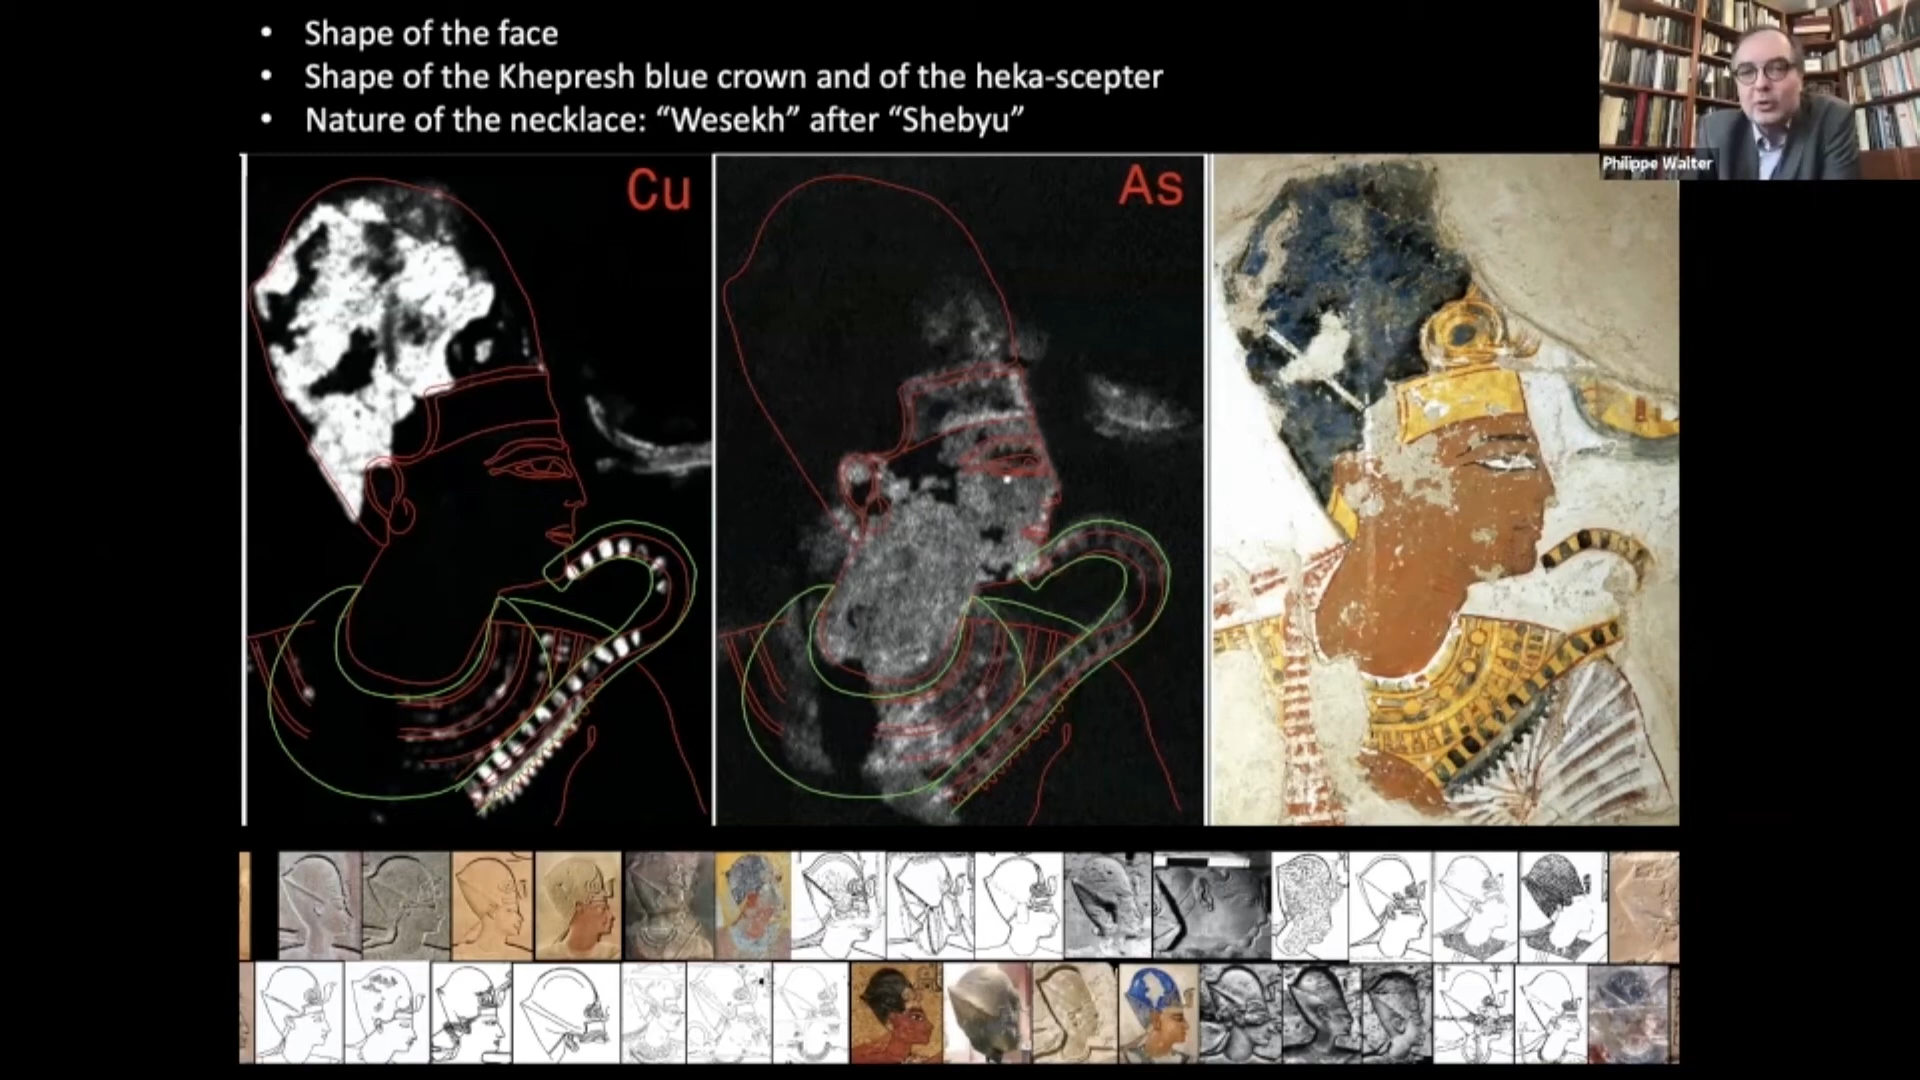 • Shape of the face
• Shape of the Khepresh blue crown and of the heka-scepter
• Nature of the necklace: “Wesekh” after “Shebyu”
Philippe Walter
Cu
As